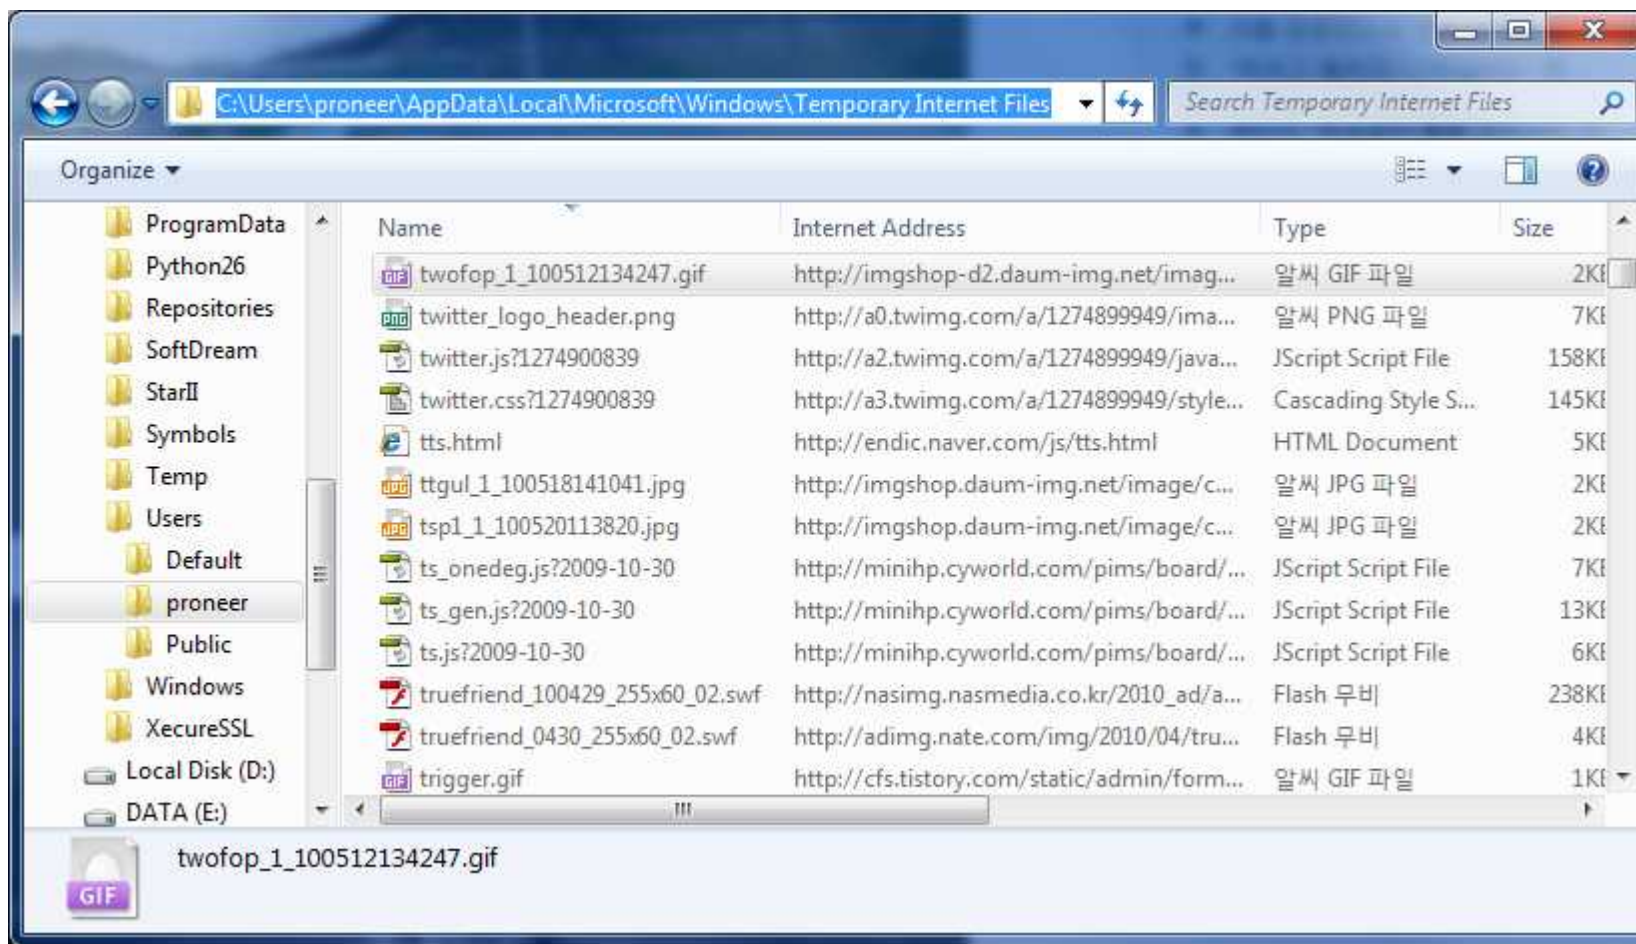 C:\Users\proneer\AppData\Local\Microsoft\Windows\Temporary Internet Files
Search Temporary Internet Files
Organize
ProgramData
Python26
Repositories
SoftDream
StarII
Symbols
Temp
Users
Default
proneer
Public
Windows
XecureSSL
Local Disk (D:)
DATA (E:)
Name Internet Address Type Size
twofop_1_100512134247.gif http://imgshop-d2.daum-img.net/imag... 알씨 GIF 파일 2KB
twitter_logo_header.png http://a0.twimg.com/a/1274899949/ima... 알씨 PNG 파일 7KB
twitter.js?1274900839 http://a2.twimg.com/a/1274899949/java... JScript Script File 158KB
twitter.css?1274900839 http://a3.twimg.com/a/1274899949/style... Cascading Style S... 145KB
tts.html http://endic.naver.com/js/tts.html HTML Document 5KB
ttgul_1_100518141041.jpg http://imgshop.daum-img.net/image/c... 알씨 JPG 파일 2KB
tsp1_1_100520113820.jpg http://imgshop.daum-img.net/image/c... 알씨 JPG 파일 2KB
ts_onedeg.js?2009-10-30 http://minihp.cyworld.com/pims/board/... JScript Script File 7KB
ts_gen.js?2009-10-30 http://minihp.cyworld.com/pims/board/... JScript Script File 13KB
ts.js?2009-10-30 http://minihp.cyworld.com/pims/board/... JScript Script File 6KB
truefriend_100429_255x60_02.swf http://nasimg.nasmedia.co.kr/2010_ad/a... Flash 무비 238KB
truefriend_0430_255x60_02.swf http://adimg.nate.com/img/2010/04/tru... Flash 무비 4KB
trigger.gif http://cfs.tistory.com/static/admin/form... 알씨 GIF 파일 1KB
GIF
twofop_1_100512134247.gif